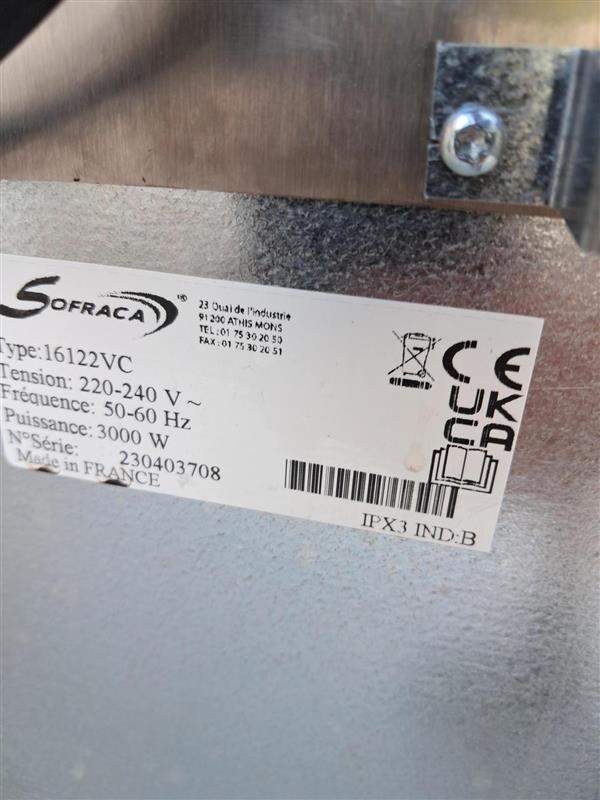 SOFRACA®
23 Quai de l'industrie
91 200 ATHIS MONS
TEL : 01 75 30 20 50
FAX : 01 75 30 20 51
Type:16122VC
Tension: 220-240 V ~
Fréquence: 50-60 Hz
Puissance: 3000 W
N°Série: 230403708
Made in FRANCE
CE
UK
CA
IPX3 IND:B